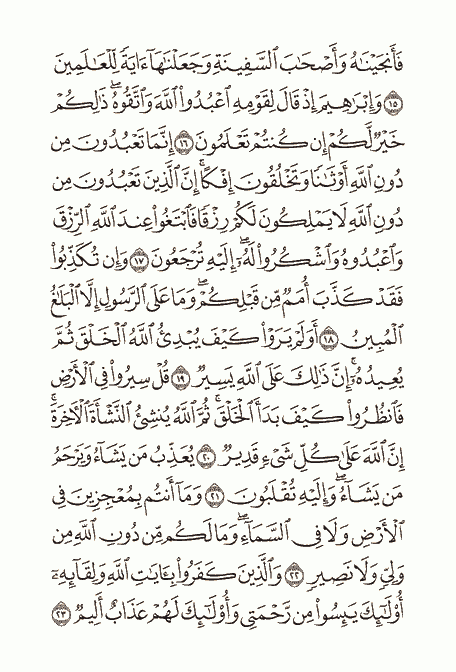 فَأَنجَيْنَٰهُ وَأَصْحَٰبَ ٱلسَّفِينَةِ وَجَعَلْنَٰهَآ ءَايَةً لِّلْعَٰلَمِينَ
١٥ وَإِبْرَٰهِيمَ إِذْ قَالَ لِقَوْمِهِ ٱعْبُدُوا۟ ٱللَّهَ وَٱتَّقُوهُ ۖ ذَٰلِكُمْ
خَيْرٌ لَّكُمْ إِن كُنتُمْ تَعْلَمُونَ ١٦ إِنَّمَا تَعْبُدُونَ مِن
دُونِ ٱللَّهِ أَوْثَٰنًا وَتَخْلُقُونَ إِفْكًا ۚ إِنَّ ٱلَّذِينَ تَعْبُدُونَ مِن
دُونِ ٱللَّهِ لَا يَمْلِكُونَ لَكُمْ رِزْقًا فَٱبْتَغُوا۟ عِندَ ٱللَّهِ ٱلرِّزْقَ
وَٱعْبُدُوهُ وَٱشْكُرُوا۟ لَهُۥٓ ۖ إِلَيْهِ تُرْجَعُونَ ١٧ وَإِن تُكَذِّبُوا۟
فَقَدْ كَذَّبَ أُمَمٌ مِّن قَبْلِكُمْ ۖ وَمَا عَلَى ٱلرَّسُولِ إِلَّا ٱلْبَلَٰغُ
ٱلْمُبِينُ ١٨ أَوَلَمْ يَرَوْا۟ كَيْفَ يُبْدِئُ ٱللَّهُ ٱلْخَلْقَ ثُمَّ
يُعِيدُهُۥٓ ۚ إِنَّ ذَٰلِكَ عَلَى ٱللَّهِ يَسِيرٌ ١٩ قُلْ سِيرُوا۟ فِى ٱلْأَرْضِ
فَٱنظُرُوا۟ كَيْفَ بَدَأَ ٱلْخَلْقَ ۚ ثُمَّ ٱللَّهُ يُنشِئُ ٱلنَّشْأَةَ ٱلْءَاخِرَةَ ۚ
إِنَّ ٱللَّهَ عَلَىٰ كُلِّ شَىْءٍ قَدِيرٌ ٢٠ يُعَذِّبُ مَن يَشَآءُ وَيَرْحَمُ
مَن يَشَآءُ ۖ وَإِلَيْهِ تُقْلَبُونَ ٢١ وَمَآ أَنتُم بِمُعْجِزِينَ فِى
ٱلْأَرْضِ وَلَا فِى ٱلسَّمَآءِ ۖ وَمَا لَكُم مِّن دُونِ ٱللَّهِ مِن
وَلِىٍّ وَلَا نَصِيرٍ ٢٢ وَٱلَّذِينَ كَفَرُوا۟ بِـَٔايَٰتِ ٱللَّهِ وَلِقَآئِهِۦٓ
أُو۟لَٰٓئِكَ يَئِسُوا۟ مِن رَّحْمَتِى وَأُو۟لَٰٓئِكَ لَهُمْ عَذَابٌ أَلِيمٌ ٢٣